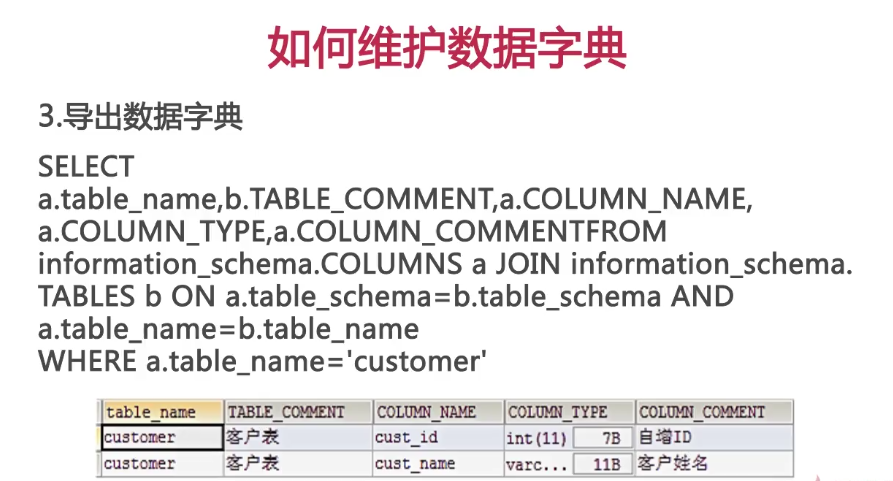 如何维护数据字典
3.导出数据字典
SELECT
a.table_name,b.TABLE_COMMENT,a.COLUMN_NAME,
a.COLUMN_TYPE,a.COLUMN_COMMENTFROM
information_schema.COLUMNS a JOIN information_schema.
TABLES b ON a.table_schema=b.table_schema AND
a.table_name=b.table_name
WHERE a.table_name='customer'
table_name TABLE_COMMENT COLUMN_NAME COLUMN_TYPE COLUMN_COMMENT
customer 客户表 cust_id int(11) 7B 自增ID
customer 客户表 cust_name varc... 11B 客户姓名